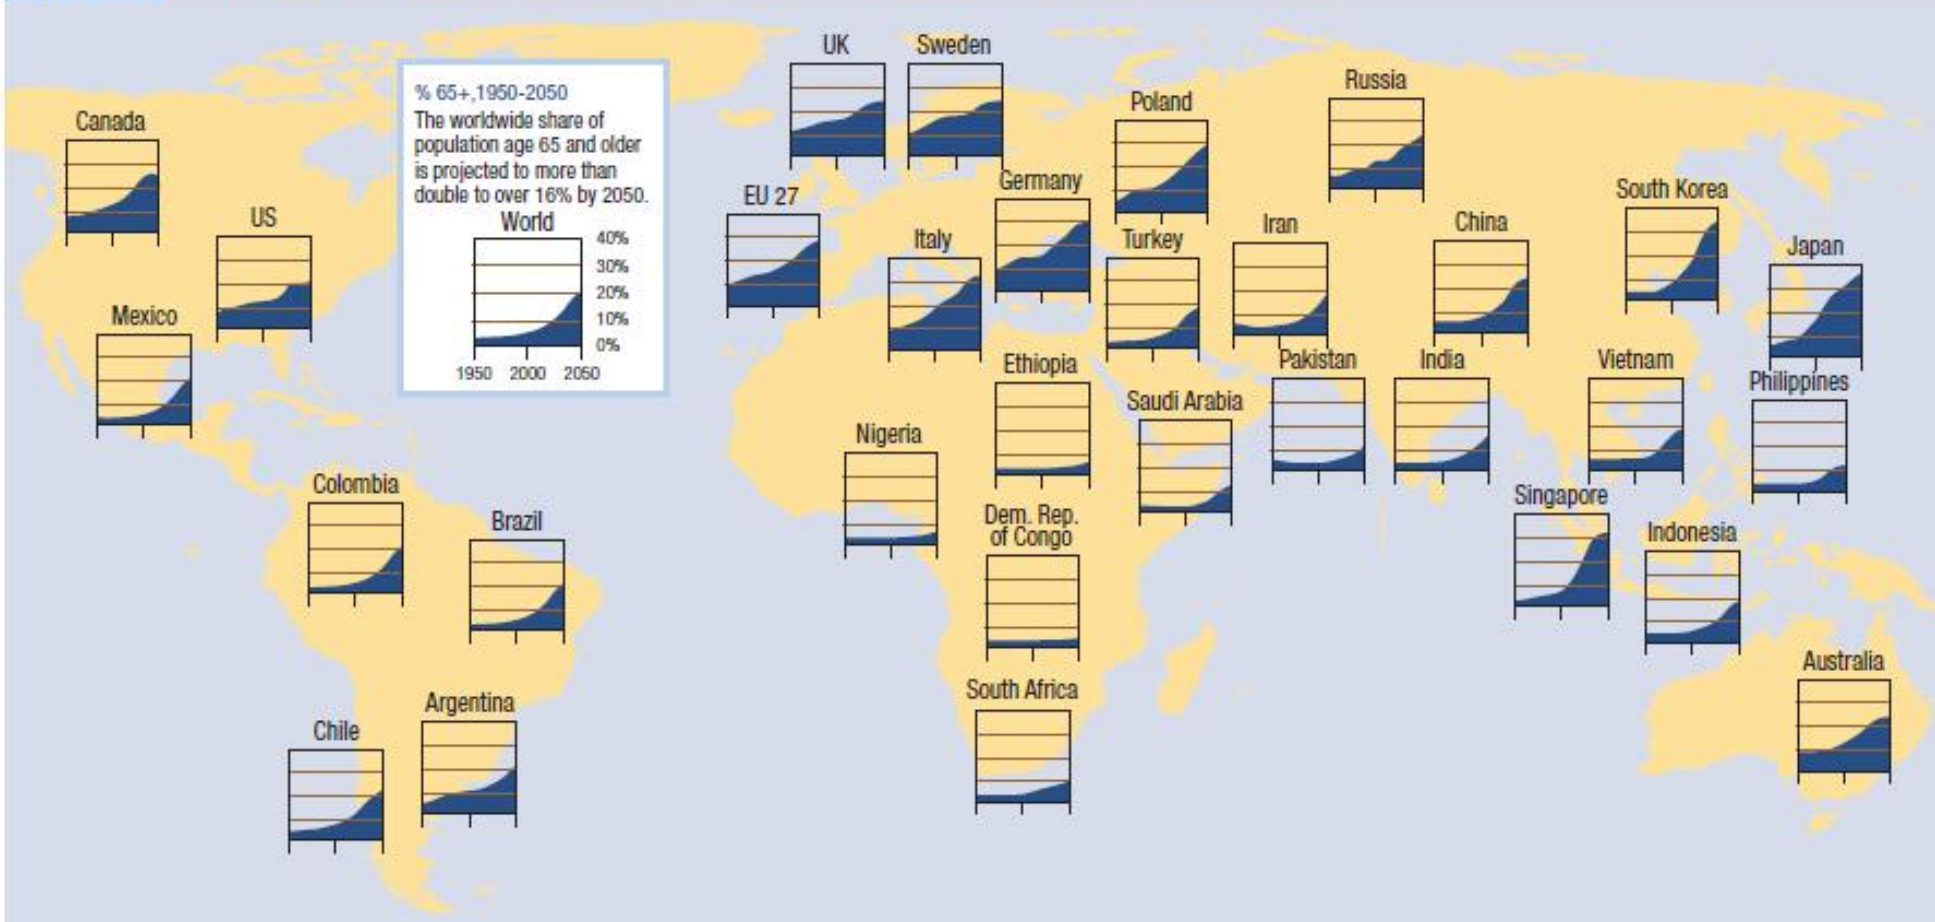 UK
Sweden
Russia
Canada
% 65+,1950-2050
The worldwide share of
population age 65 and older
is projected to more than
double to over 16% by 2050.
World
40%
30%
20%
10%
0%
1950 2000 2050
Poland
Germany
EU 27
South Korea
US
Italy
Turkey
Iran
China
Japan
Mexico
Ethiopia
Pakistan
India
Vietnam
Philippines
Saudi Arabia
Nigeria
Colombia
Singapore
Brazil
Dem. Rep.
of Congo
Indonesia
Australia
South Africa
Argentina
Chile